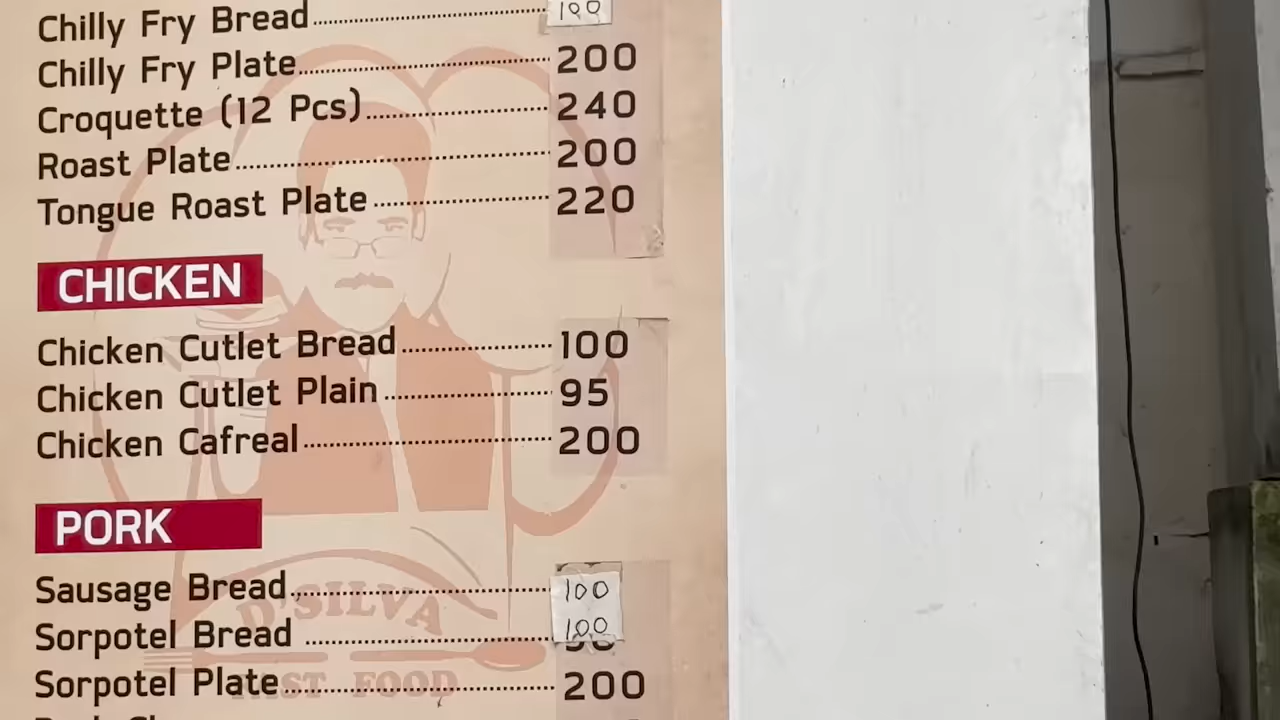 Chilly Fry Bread 100
Chilly Fry Plate 200
Croquette (12 Pcs) 240
Roast Plate 200
Tongue Roast Plate 220
CHICKEN
Chicken Cutlet Bread 100
Chicken Cutlet Plain 95
Chicken Cafreal 200
PORK
Sausage Bread 100
D'SILVA
Sorpotel Bread 100
Sorpotel Plate 200
FAST FOOD